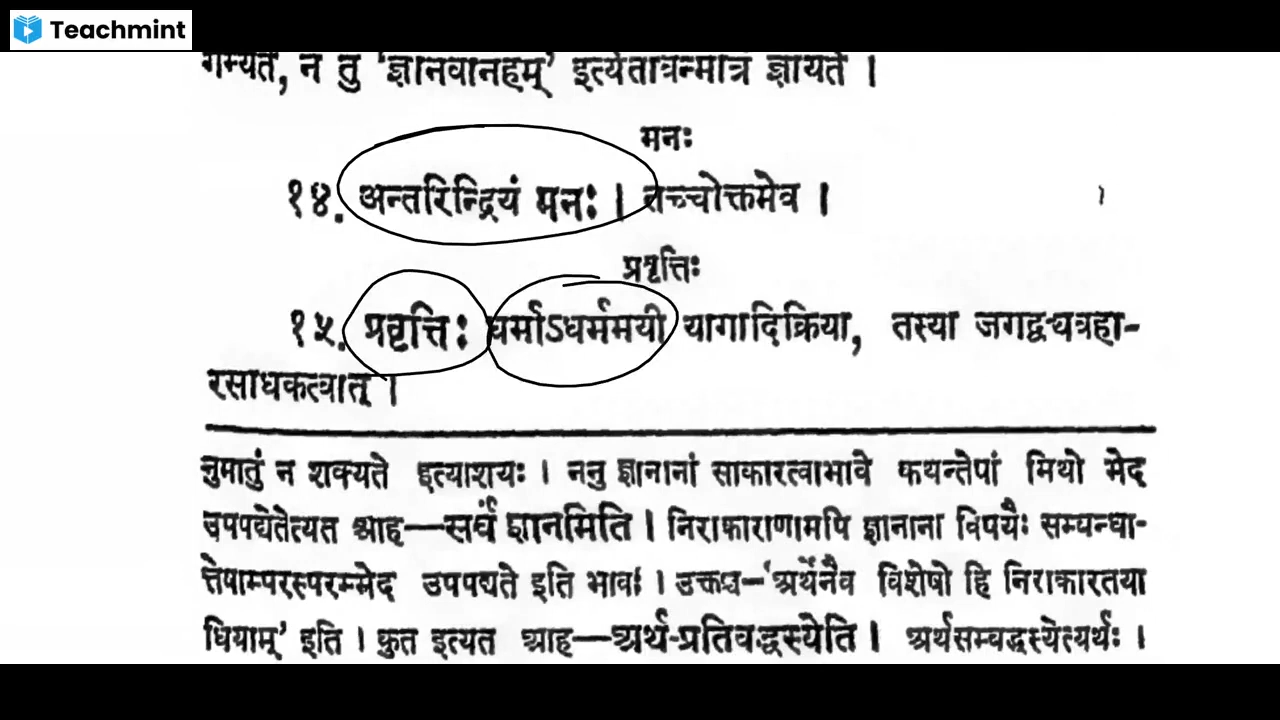 Teachmint
गम्यते, न तु 'ज्ञानवानहम्' इत्येतावन्मात्रं ज्ञायते ।
मनः
१४. अन्तरिन्द्रियं मनः । तच्चोक्तमेव ।
प्रवृत्तिः
१५. प्रवृत्तिः धर्माऽधर्ममयी यागादिक्रिया, तस्या जगद्व्यवहा-
रसाधकत्वात् ।
नुमातुं न शक्यते इत्याशयः । ननु ज्ञानानां साकारत्वाभावे कथन्तेषां मिथो भेद
उपपद्येतेत्यत आह—सर्वं ज्ञानमिति । निराकाराणामपि ज्ञानाना विषयैः सम्बन्धा-
त्तेषाम्परस्परम्भेद उपपद्यते इति भावः । उक्तञ्च–'अर्थेनैव विशेषो हि निराकारतया
धियाम्' इति । कुत इत्यत आह—अर्थ-प्रतिबद्धस्येति । अर्थसम्बद्धस्येत्यर्थः ।